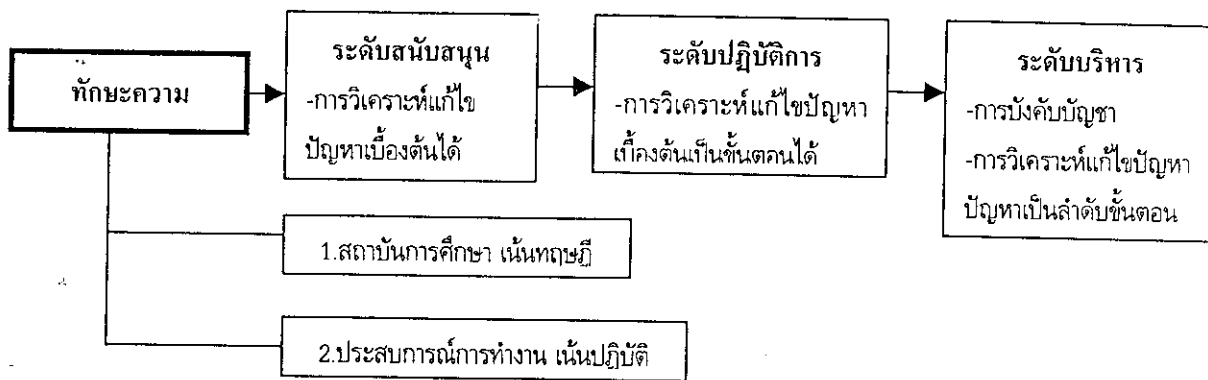 ทักษะความ
ระดับสนับสนุน
-การวิเคราะห์แก้ไข
ปัญหาเบื้องต้นได้
ระดับปฏิบัติการ
-การวิเคราะห์แก้ไขปัญหา
เบื้องต้นเป็นขั้นตอนได้
ระดับบริหาร
-การบังคับบัญชา
-การวิเคราะห์แก้ไขปัญหา
ปัญหาเป็นลำดับขั้นตอน
1.สถาบันการศึกษา เน้นทฤษฎี
2.ประสบการณ์การทำงาน เน้นปฏิบัติ